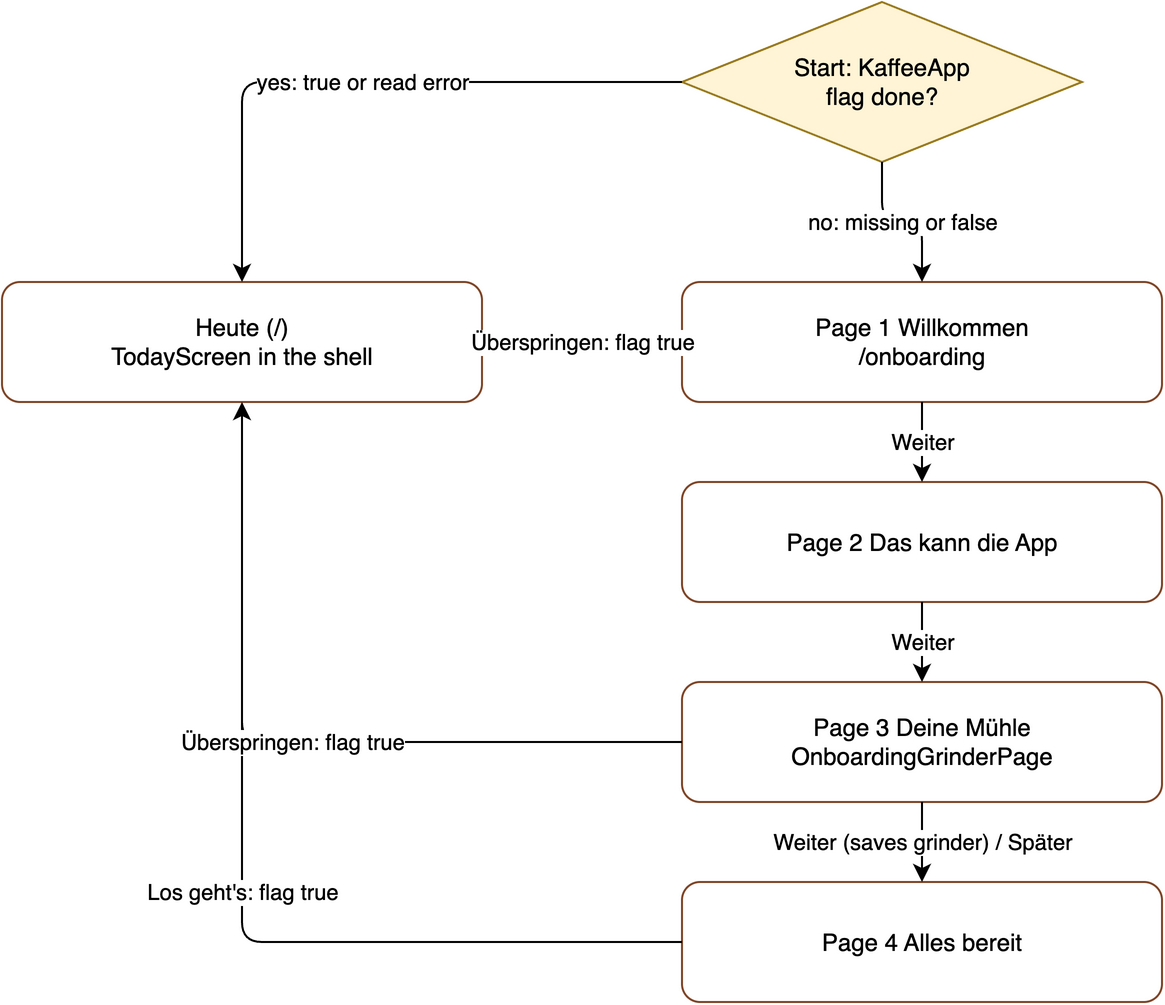 Start: KaffeeApp
flag done?
yes: true or read error
no: missing or false
Heute (/)
TodayScreen in the shell
Überspringen: flag true
Page 1 Willkommen
/onboarding
Weiter
Page 2 Das kann die App
Weiter
Page 3 Deine Mühle
OnboardingGrinderPage
Überspringen: flag true
Weiter (saves grinder) / Später
Los geht's: flag true
Page 4 Alles bereit